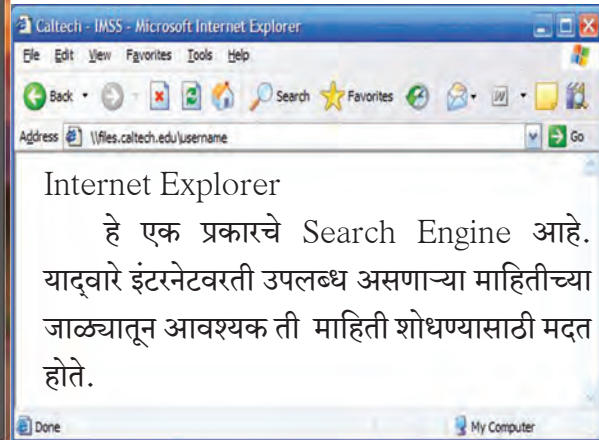 Caltech - IMSS - Microsoft Internet Explorer
File Edit View Favorites Tools Help
Back Search Favorites W
Address \\files.caltech.edu\username Go
Internet Explorer
हे एक प्रकारचे Search Engine आहे.
याद्‌वारे इंटरनेटवरती उपलब्ध असणाऱ्या माहितीच्या
जाळ्यातून आवश्यक ती माहिती शोधण्यासाठी मदत
होते.
Done My Computer